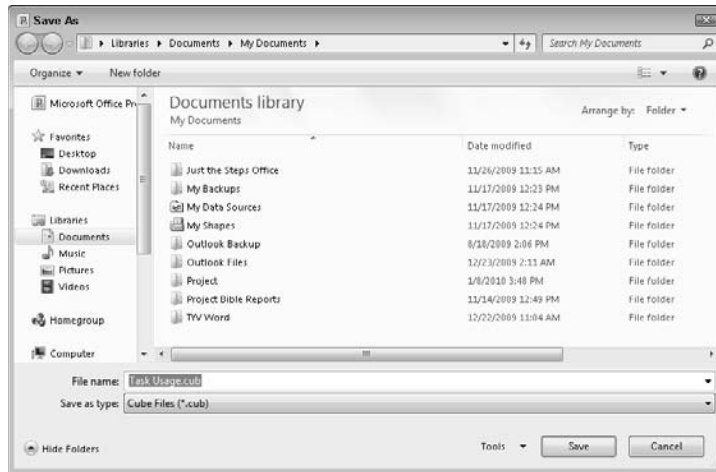 Save As
Libraries ▸ Documents ▸ My Documents ▸ Search My Documents
Organize New folder
Microsoft Office Pr
Documents library
My Documents
Arrange by: Folder
Favorites
Desktop
Downloads
Recent Places
Libraries
Documents
Music
Pictures
Videos
Homegroup
Computer
Name Date modified Type
Just the Steps Office 11/26/2009 11:15 AM File folder
My Backups 11/17/2009 12:23 PM File folder
My Data Sources 11/17/2009 12:24 PM File folder
My Shapes 11/17/2009 12:24 PM File folder
Outlook Backup 8/18/2009 2:06 PM File folder
Outlook Files 12/23/2009 2:11 AM File folder
Project 1/8/2010 3:48 PM File folder
Project Bible Reports 11/14/2009 12:49 PM File folder
TYV Word 12/22/2009 11:04 AM File folder
File name: Task Usage.cub
Save as type: Cube Files (*.cub)
Hide Folders Tools Save Cancel